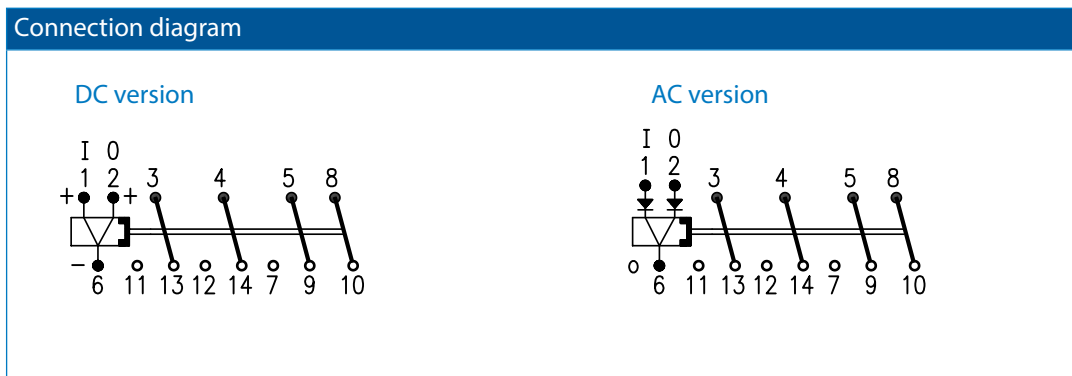 Connection diagram
DC version
AC version
I 0
1 2 3 4 5 8
+ +
−
6 11 13 12 14 7 9 10
I 0
1 2 3 4 5 8
o
6 11 13 12 14 7 9 10